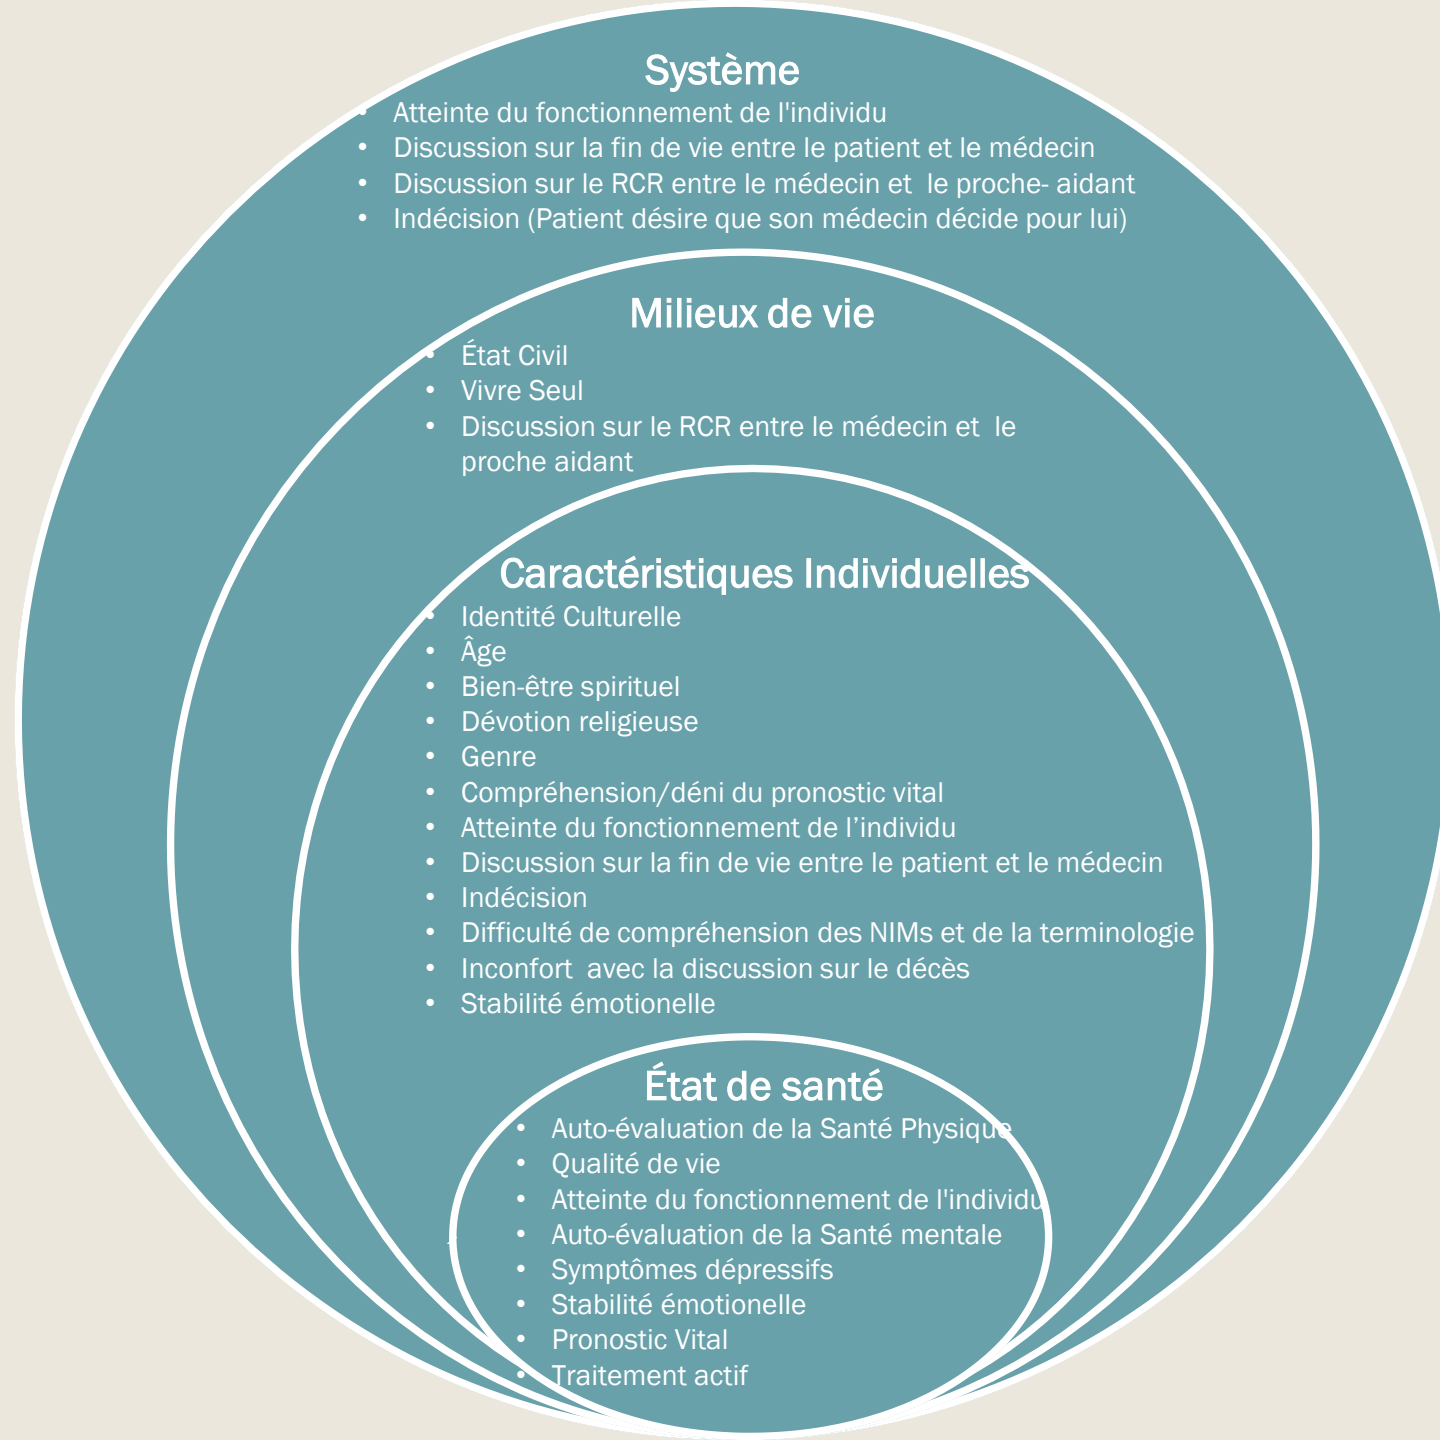 Système
• Atteinte du fonctionnement de l'individu
• Discussion sur la fin de vie entre le patient et le médecin
• Discussion sur le RCR entre le médecin et  le proche- aidant
• Indécision (Patient désire que son médecin décide pour lui)
Milieux de vie
• État Civil
• Vivre Seul
• Discussion sur le RCR entre le médecin et  le
proche aidant
Caractéristiques Individuelles
• Identité Culturelle
• Âge
• Bien-être spirituel
• Dévotion religieuse
• Genre
• Compréhension/déni du pronostic vital
• Atteinte du fonctionnement de l’individu
• Discussion sur la fin de vie entre le patient et le médecin
• Indécision
• Difficulté de compréhension des NIMs et de la terminologie
• Inconfort  avec la discussion sur le décès
• Stabilité émotionelle
État de santé
• Auto-évaluation de la Santé Physique
• Qualité de vie
• Atteinte du fonctionnement de l'individu
• Auto-évaluation de la Santé mentale
• Symptômes dépressifs
• Stabilité émotionelle
• Pronostic Vital
• Traitement actif